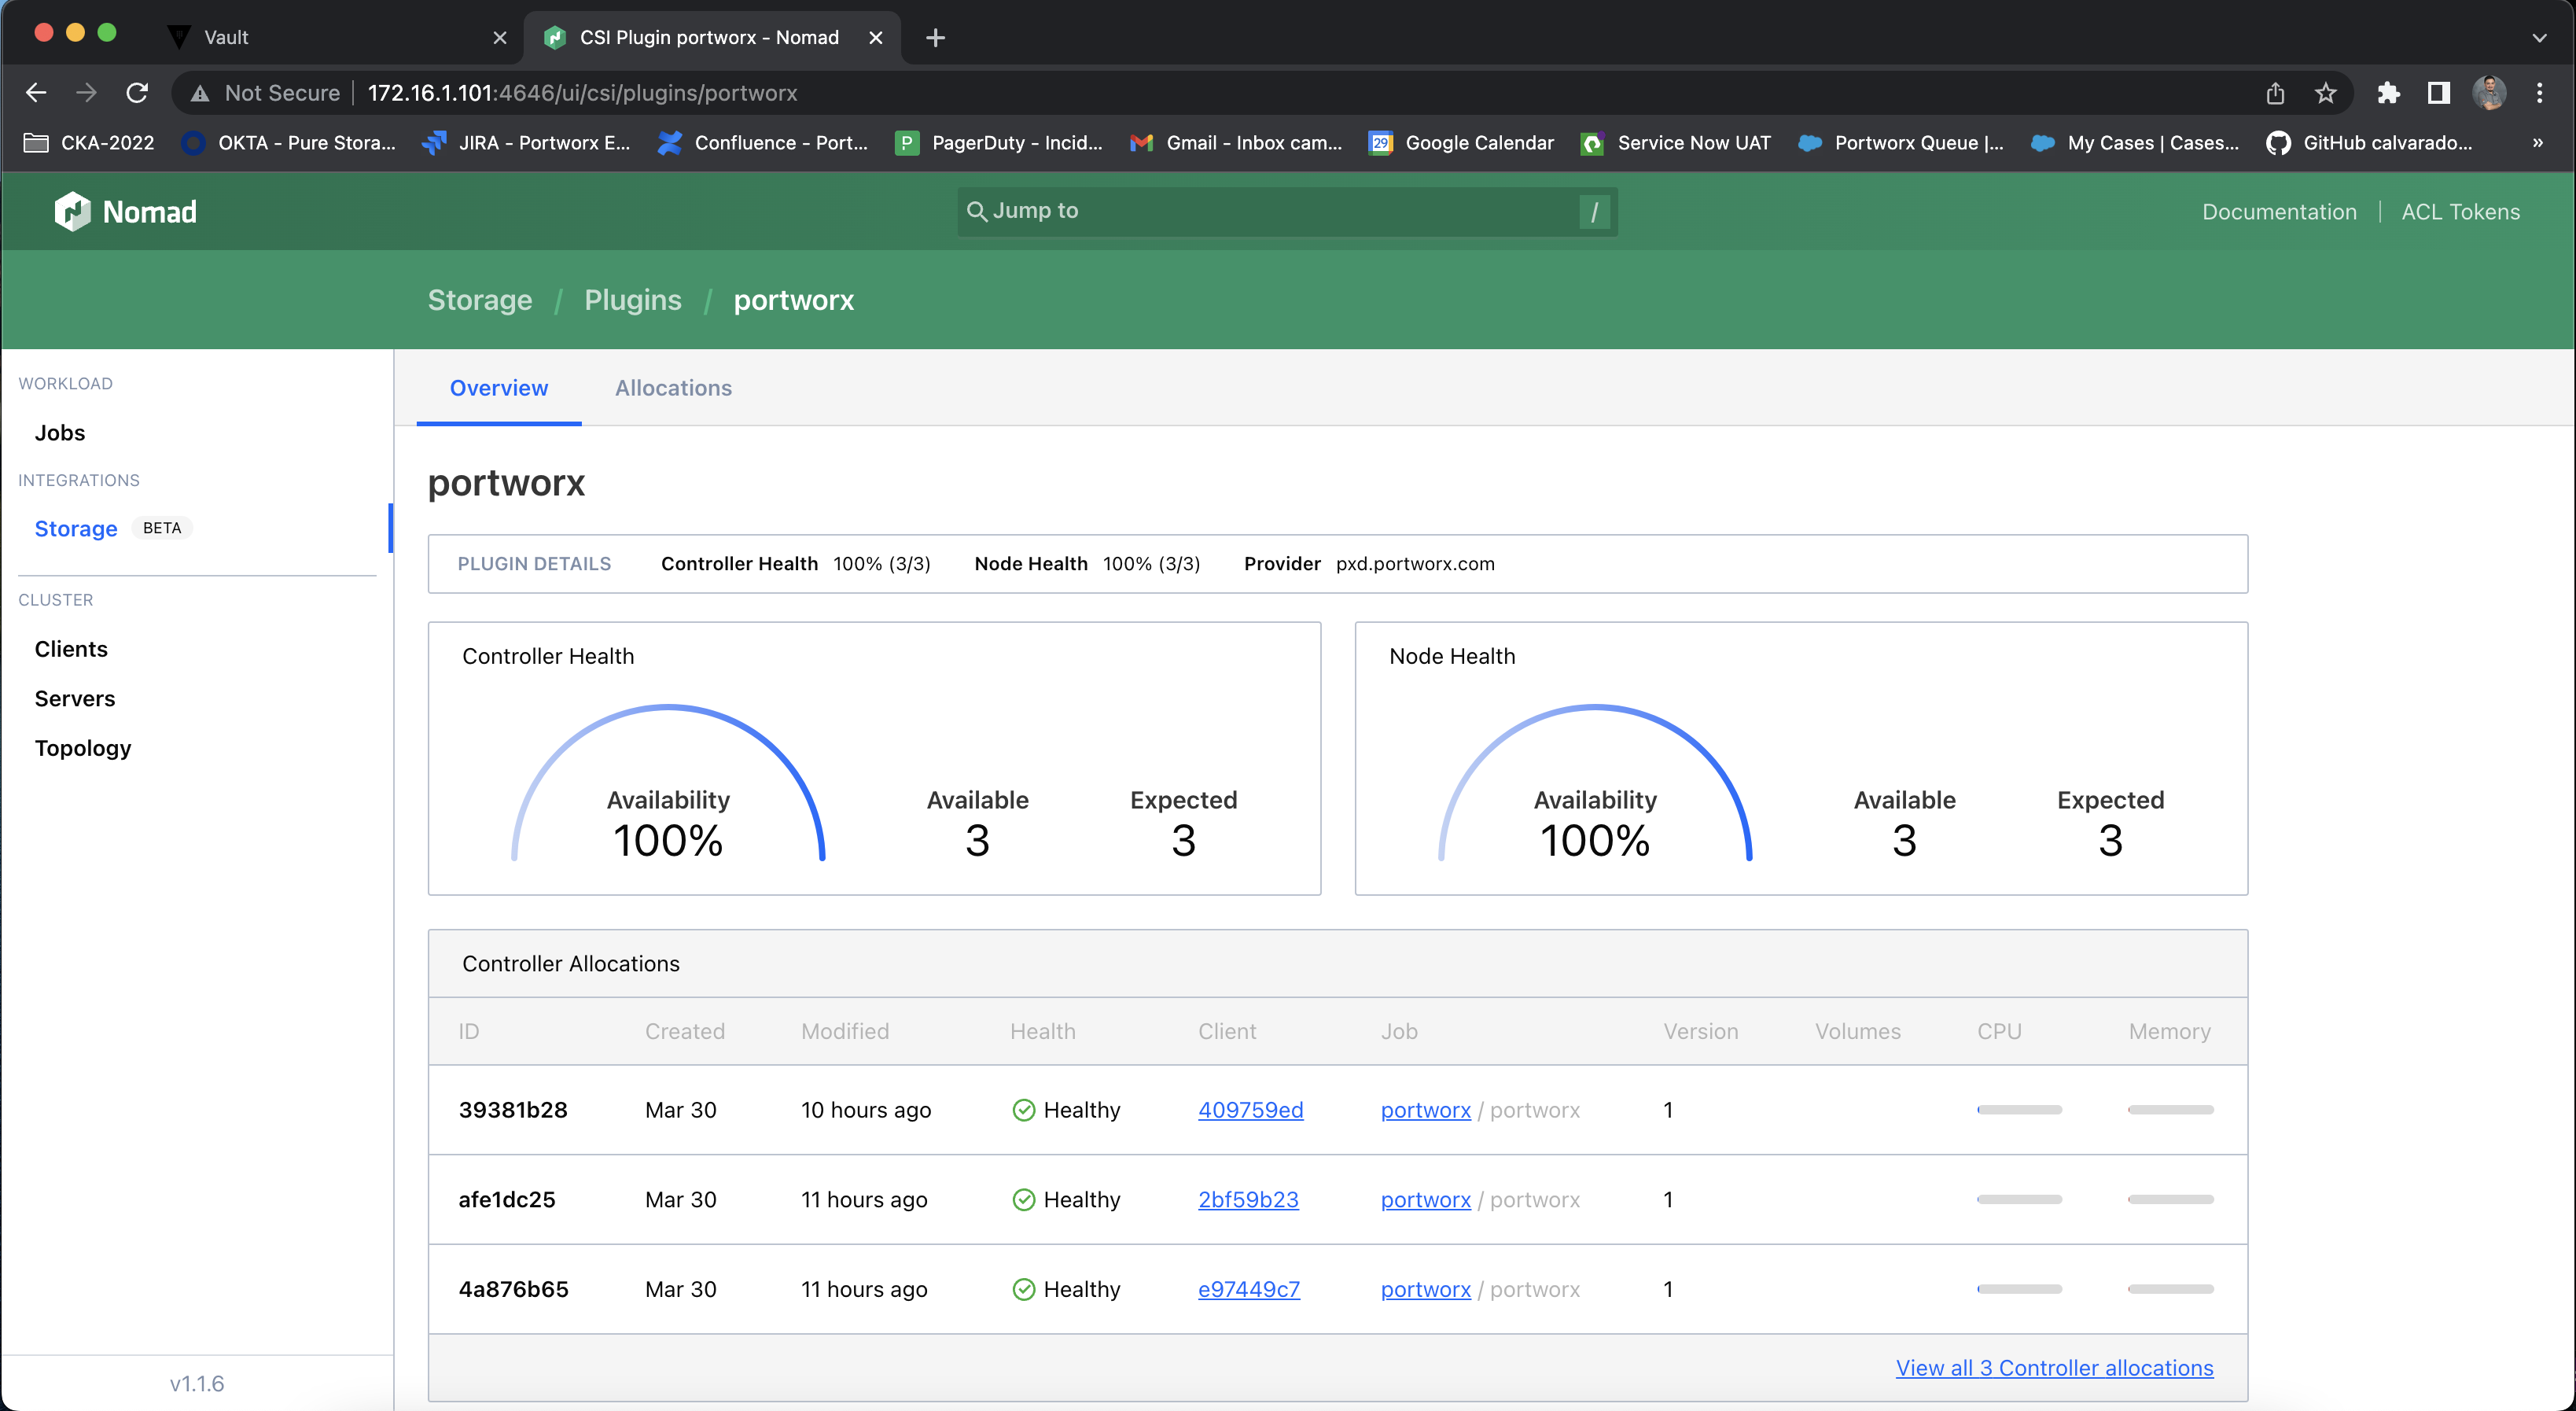 Vault
CSI Plugin portworx - Nomad
Not Secure 172.16.1.101:4646/ui/csi/plugins/portworx
CKA-2022 OKTA - Pure Stora... JIRA - Portworx E... Confluence - Port... PagerDuty - Incid... Gmail - Inbox cam... Google Calendar Service Now UAT Portworx Queue |... My Cases | Cases... GitHub calvarado... »
Nomad Jump to / Documentation ACL Tokens
Storage / Plugins / portworx
WORKLOAD
Jobs
INTEGRATIONS
Storage BETA
CLUSTER
Clients
Servers
Topology
v1.1.6
Overview Allocations
portworx
PLUGIN DETAILS Controller Health 100% (3/3) Node Health 100% (3/3) Provider pxd.portworx.com
Controller Health
Availability Available Expected
100% 3 3
Node Health
Availability Available Expected
100% 3 3
Controller Allocations
ID Created Modified Health Client Job Version Volumes CPU Memory
39381b28 Mar 30 10 hours ago Healthy 409759ed portworx / portworx 1
afe1dc25 Mar 30 11 hours ago Healthy 2bf59b23 portworx / portworx 1
4a876b65 Mar 30 11 hours ago Healthy e97449c7 portworx / portworx 1
View all 3 Controller allocations